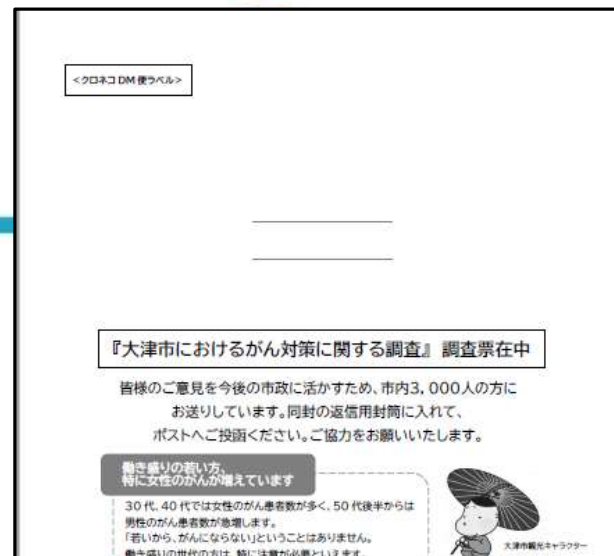 <クロネコDM便ラベル>
『大津市におけるがん対策に関する調査』 調査票在中
皆様のご意見を今後の市政に活かすため、市内3,000人の方に
お送りしています。同封の返信用封筒に入れて、
ポストへご投函ください。ご協力をお願いいたします。
働き盛りの若い方、
特に女性のがんが増えています
30代、40代では女性のがん患者数が多く、50代後半からは
男性のがん患者数が急増します。
「若いから、がんにならない」ということはありません。
働き盛りの世代の方は、特に注意が必要といえます。
大津市観光キャラクター